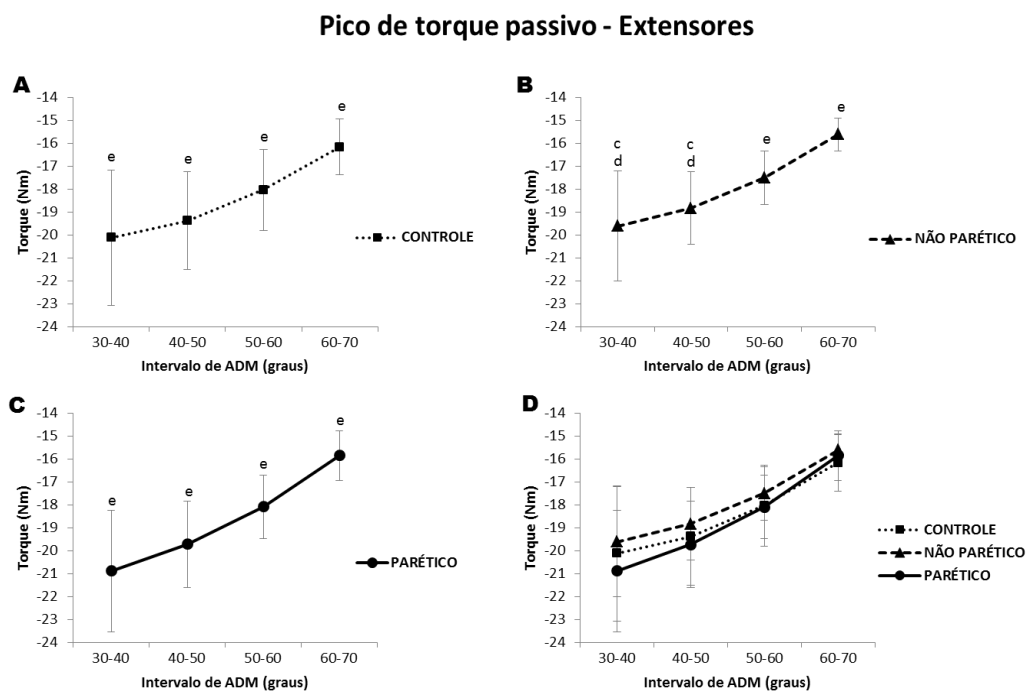 Pico de torque passivo - Extensores
A
e
e
e
e
-14
-15
-16
-17
-18
-19
-20
-21
-22
-23
-24
Torque (Nm)
30-40 40-50 50-60 60-70
Intervalo de ADM (graus)
CONTROLE
B
c
d
c
d
e
e
-14
-15
-16
-17
-18
-19
-20
-21
-22
-23
-24
Torque (Nm)
30-40 40-50 50-60 60-70
Intervalo de ADM (graus)
NÃO PARÉTICO
C
e
e
e
e
-14
-15
-16
-17
-18
-19
-20
-21
-22
-23
-24
Torque (Nm)
30-40 40-50 50-60 60-70
Intervalo de ADM (graus)
PARÉTICO
D
-14
-15
-16
-17
-18
-19
-20
-21
-22
-23
-24
Torque (Nm)
30-40 40-50 50-60 60-70
Intervalo de ADM (graus)
CONTROLE
NÃO PARÉTICO
PARÉTICO